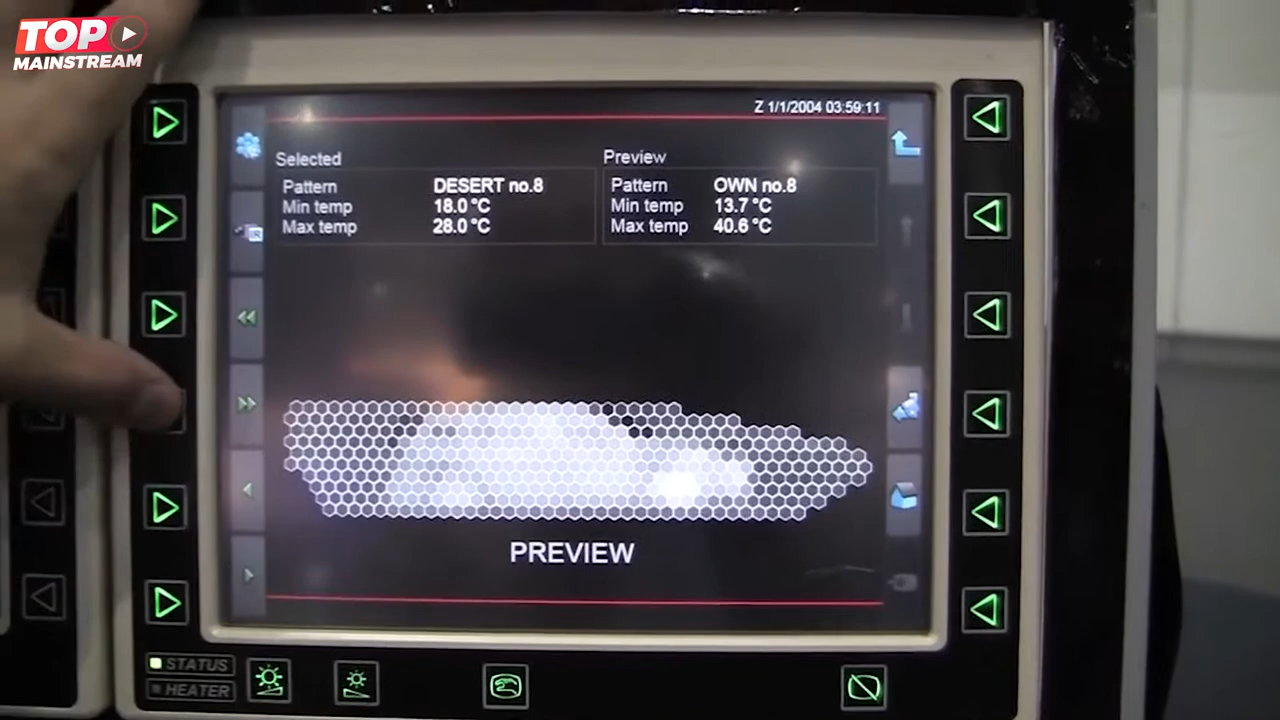 TOP
MAINSTREAM
Z 1/1/2004 03:59:11
Selected
Pattern DESERT no.8
Min temp 18.0 °C
Max temp 28.0 °C
Preview
Pattern OWN no.8
Min temp 13.7 °C
Max temp 40.6 °C
PREVIEW
STATUS
HEATER